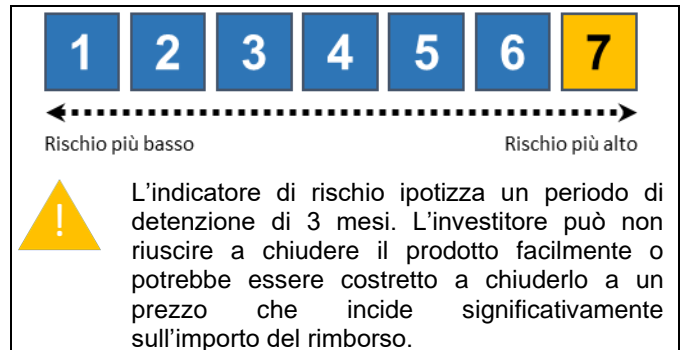 1 2 3 4 5 6 7
Rischio più basso Rischio più alto
!
L'indicatore di rischio ipotizza un periodo di
detenzione di 3 mesi. L'investitore può non
riuscire a chiudere il prodotto facilmente o
potrebbe essere costretto a chiuderlo a un
prezzo che incide significativamente
sull'importo del rimborso.